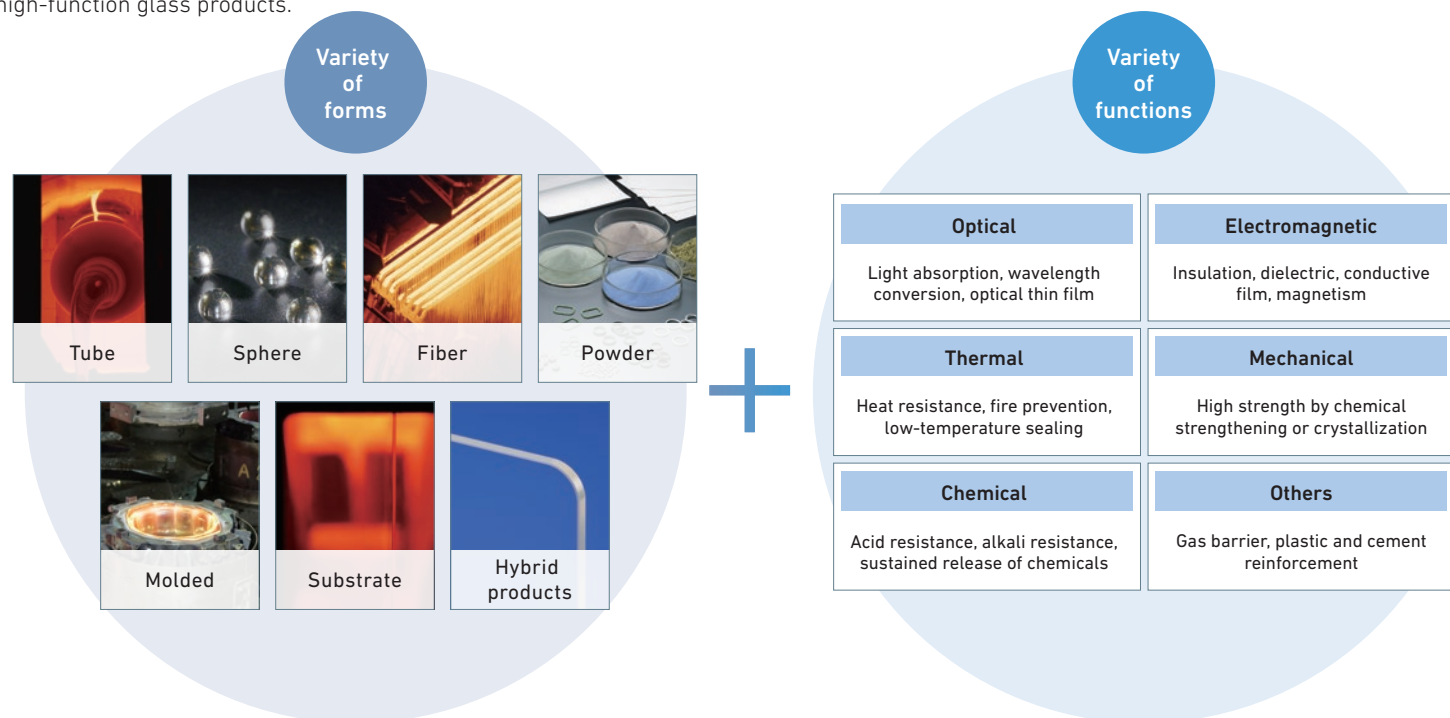 high-function glass products.
Variety
of
forms
Tube
Sphere
Fiber
Powder
Molded
Substrate
Hybrid
products
Variety
of
functions
Optical
Light absorption, wavelength
conversion, optical thin film
Electromagnetic
Insulation, dielectric, conductive
film, magnetism
Thermal
Heat resistance, fire prevention,
low-temperature sealing
Mechanical
High strength by chemical
strengthening or crystallization
Chemical
Acid resistance, alkali resistance,
sustained release of chemicals
Others
Gas barrier, plastic and cement
reinforcement